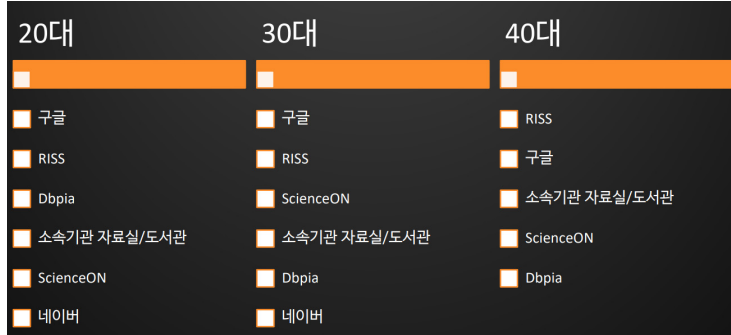 20대
구글
RISS
Dbpia
소속기관 자료실/도서관
ScienceON
네이버
30대
구글
RISS
ScienceON
소속기관 자료실/도서관
Dbpia
네이버
40대
RISS
구글
소속기관 자료실/도서관
ScienceON
Dbpia